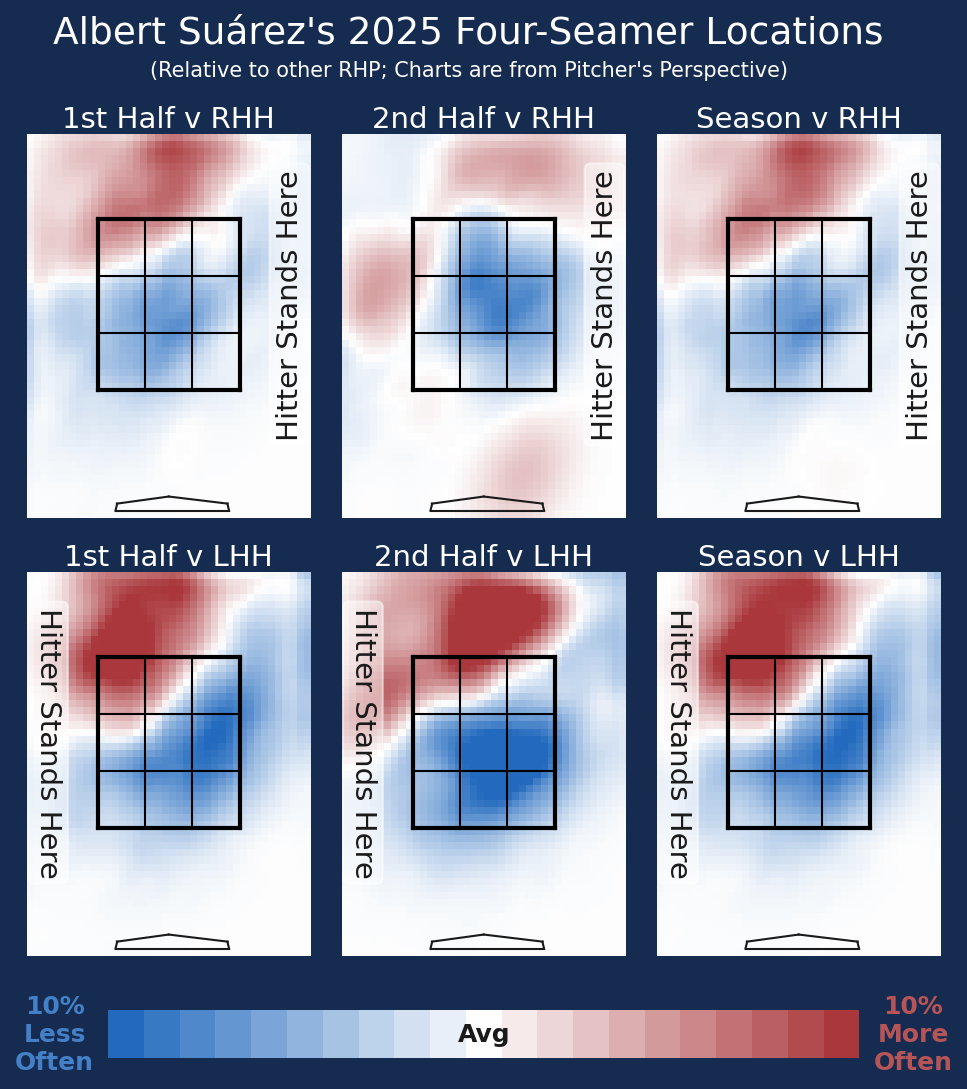 Albert Suárez's 2025 Four-Seamer Locations
(Relative to other RHP; Charts are from Pitcher's Perspective)
1st Half v RHH
2nd Half v RHH
Season v RHH
Hitter Stands Here
Hitter Stands Here
Hitter Stands Here
1st Half v LHH
2nd Half v LHH
Season v LHH
Hitter Stands Here
Hitter Stands Here
Hitter Stands Here
10%
Less
Often
Avg
10%
More
Often